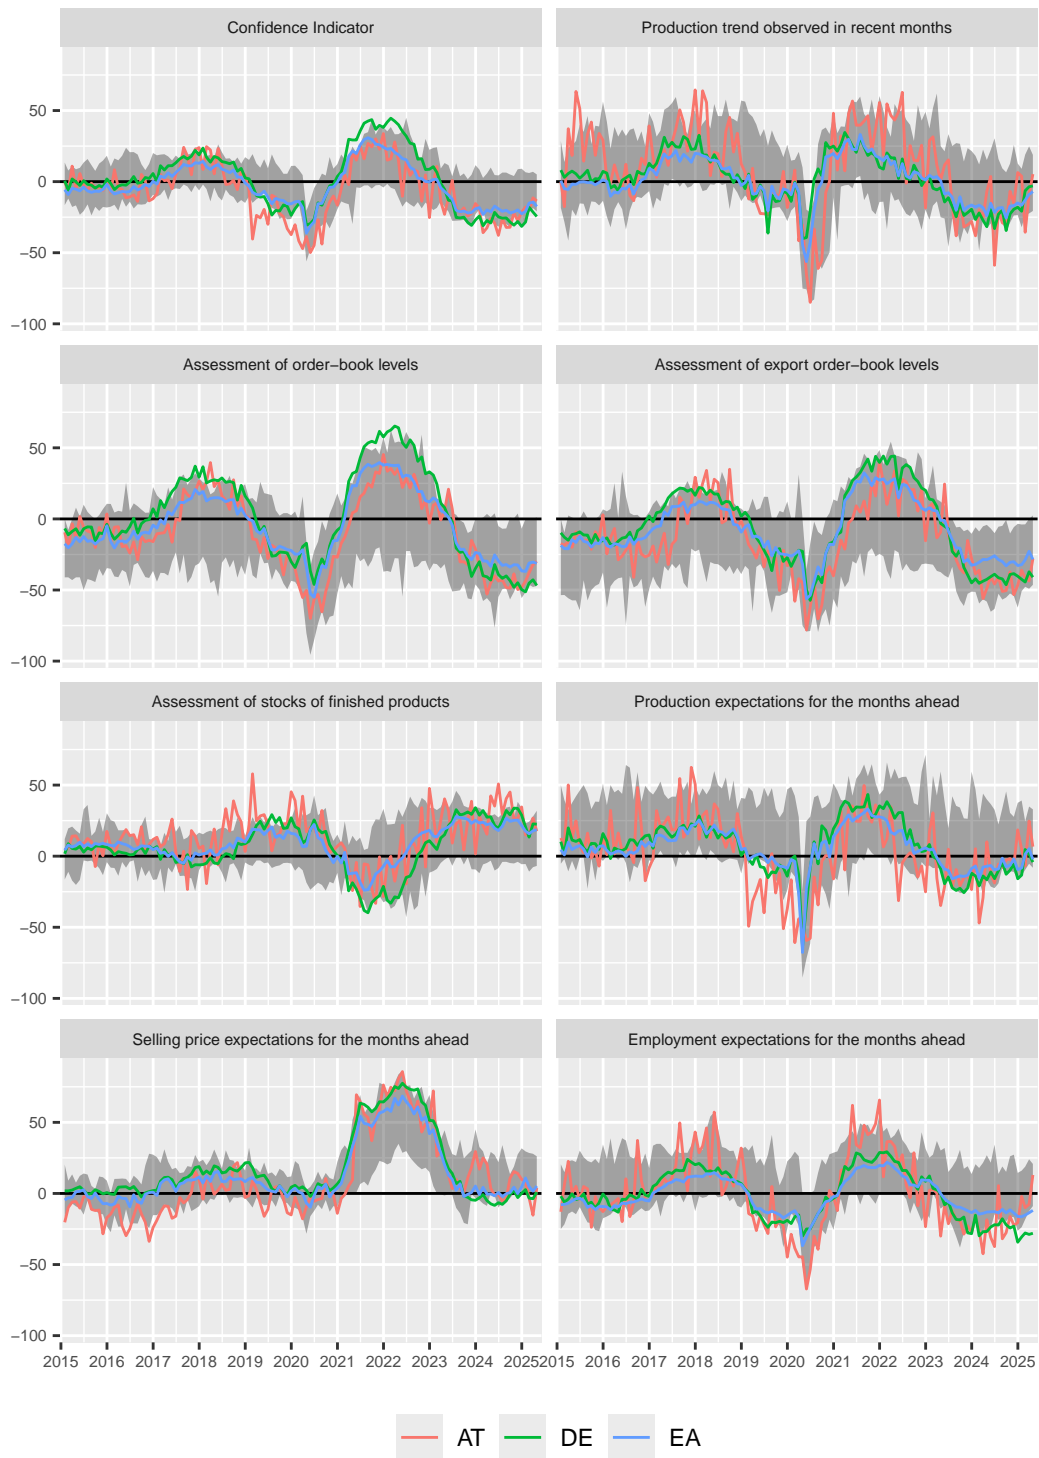 Confidence Indicator
Production trend observed in recent months
50
0
−50
−100
Assessment of order−book levels
Assessment of export order−book levels
50
0
−50
−100
Assessment of stocks of finished products
Production expectations for the months ahead
50
0
−50
−100
Selling price expectations for the months ahead
Employment expectations for the months ahead
50
0
−50
−100
2015 2016 2017 2018 2019 2020 2021 2022 2023 2024 2025
2015 2016 2017 2018 2019 2020 2021 2022 2023 2024 2025
AT DE EA